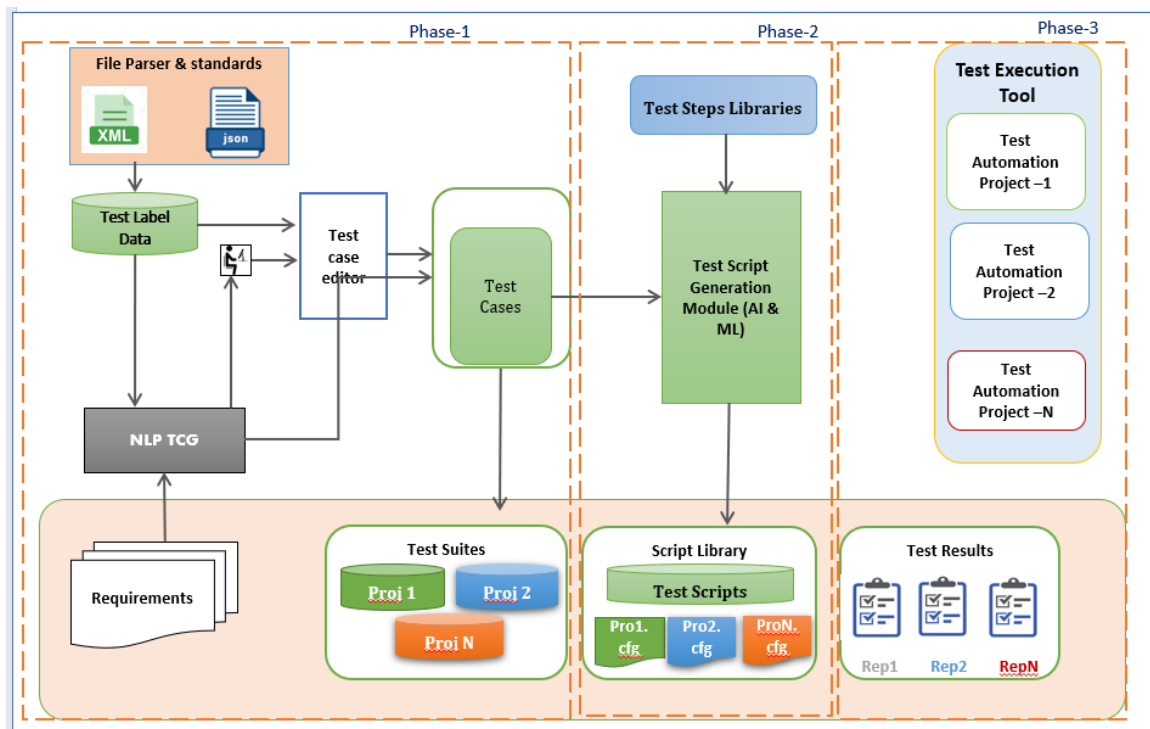 Phase-1
Phase-2
Phase-3
File Parser & standards
XML
json
Test Label
Data
Test
case
editor
Test
Cases
NLP TCG
Requirements
Test Suites
Proj 1
Proj 2
Proj N
Test Steps Libraries
Test Script
Generation
Module (AI &
ML)
Script Library
Test Scripts
Pro1.
cfg
Pro2.
cfg
ProN.
cfg
Test Execution
Tool
Test
Automation
Project –1
Test
Automation
Project –2
Test
Automation
Project –N
Test Results
Rep1
Rep2
RepN